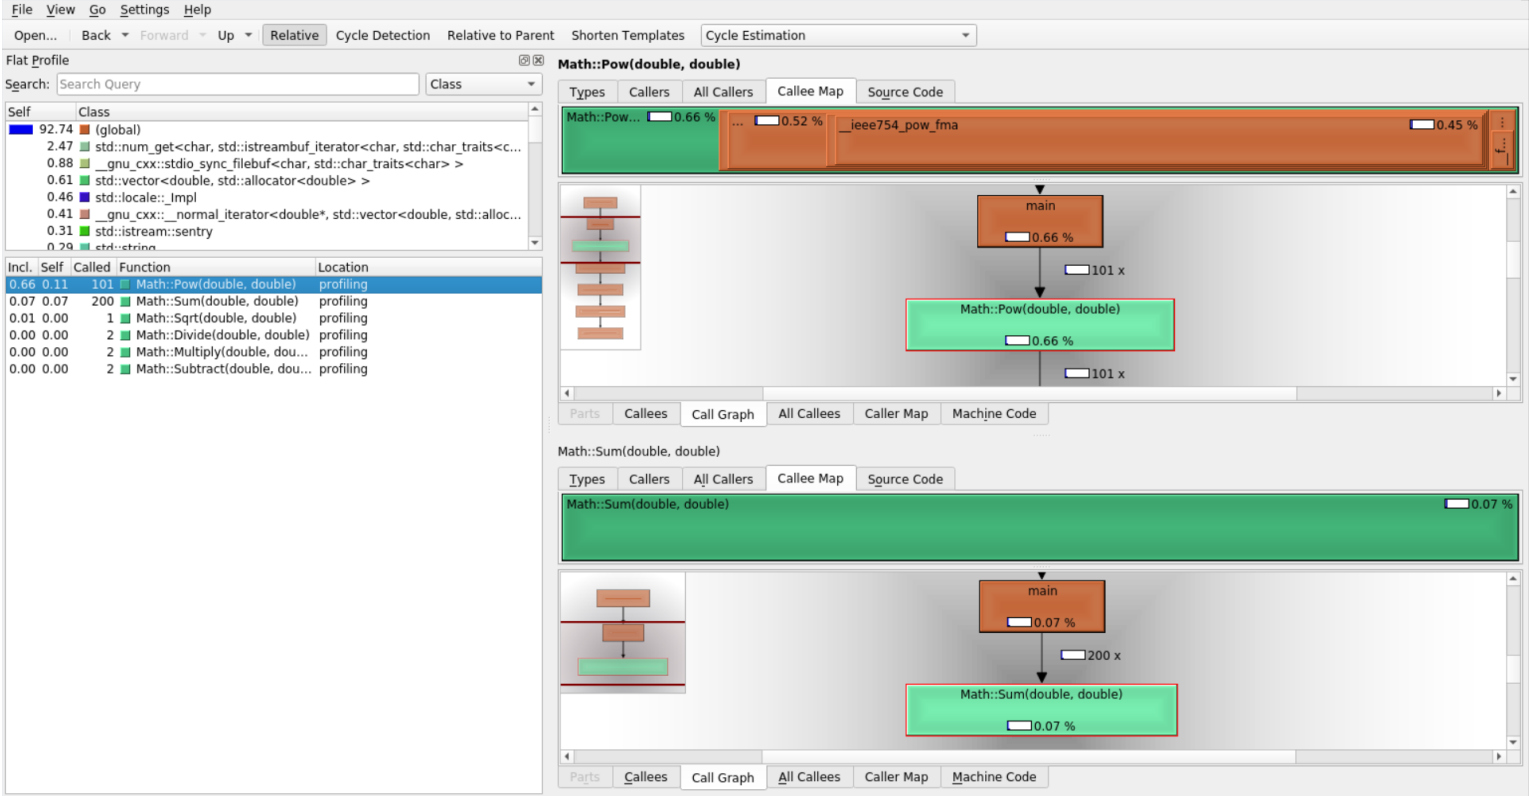 File View Go Settings Help
Open... Back Forward Up Relative Cycle Detection Relative to Parent Shorten Templates Cycle Estimation
Flat Profile
Search: Search Query Class
Self Class
92.74 (global)
2.47 std::num_get<char, std::istreambuf_iterator<char, std::char_traits<c...
0.88 __gnu_cxx::stdio_sync_filebuf<char, std::char_traits<char> >
0.61 std::vector<double, std::allocator<double> >
0.46 std::locale::_Impl
0.41 __gnu_cxx::__normal_iterator<double*, std::vector<double, std::alloc...
0.31 std::istream::sentry
0.29 std::string
Incl. Self Called Function Location
0.66 0.11 101 Math::Pow(double, double) profiling
0.07 0.07 200 Math::Sum(double, double) profiling
0.01 0.00 1 Math::Sqrt(double, double) profiling
0.00 0.00 2 Math::Divide(double, double) profiling
0.00 0.00 2 Math::Multiply(double, dou... profiling
0.00 0.00 2 Math::Subtract(double, dou... profiling
Math::Pow(double, double)
Types Callers All Callers Callee Map Source Code
Math::Pow... 0.66 % ... 0.52 % __ieee754_pow_fma 0.45 % ...
main
0.66 %
101 x
Math::Pow(double, double)
0.66 %
101 x
Parts Callees Call Graph All Callees Caller Map Machine Code
Math::Sum(double, double)
Types Callers All Callers Callee Map Source Code
Math::Sum(double, double) 0.07 %
main
0.07 %
200 x
Math::Sum(double, double)
0.07 %
Parts Callees Call Graph All Callees Caller Map Machine Code